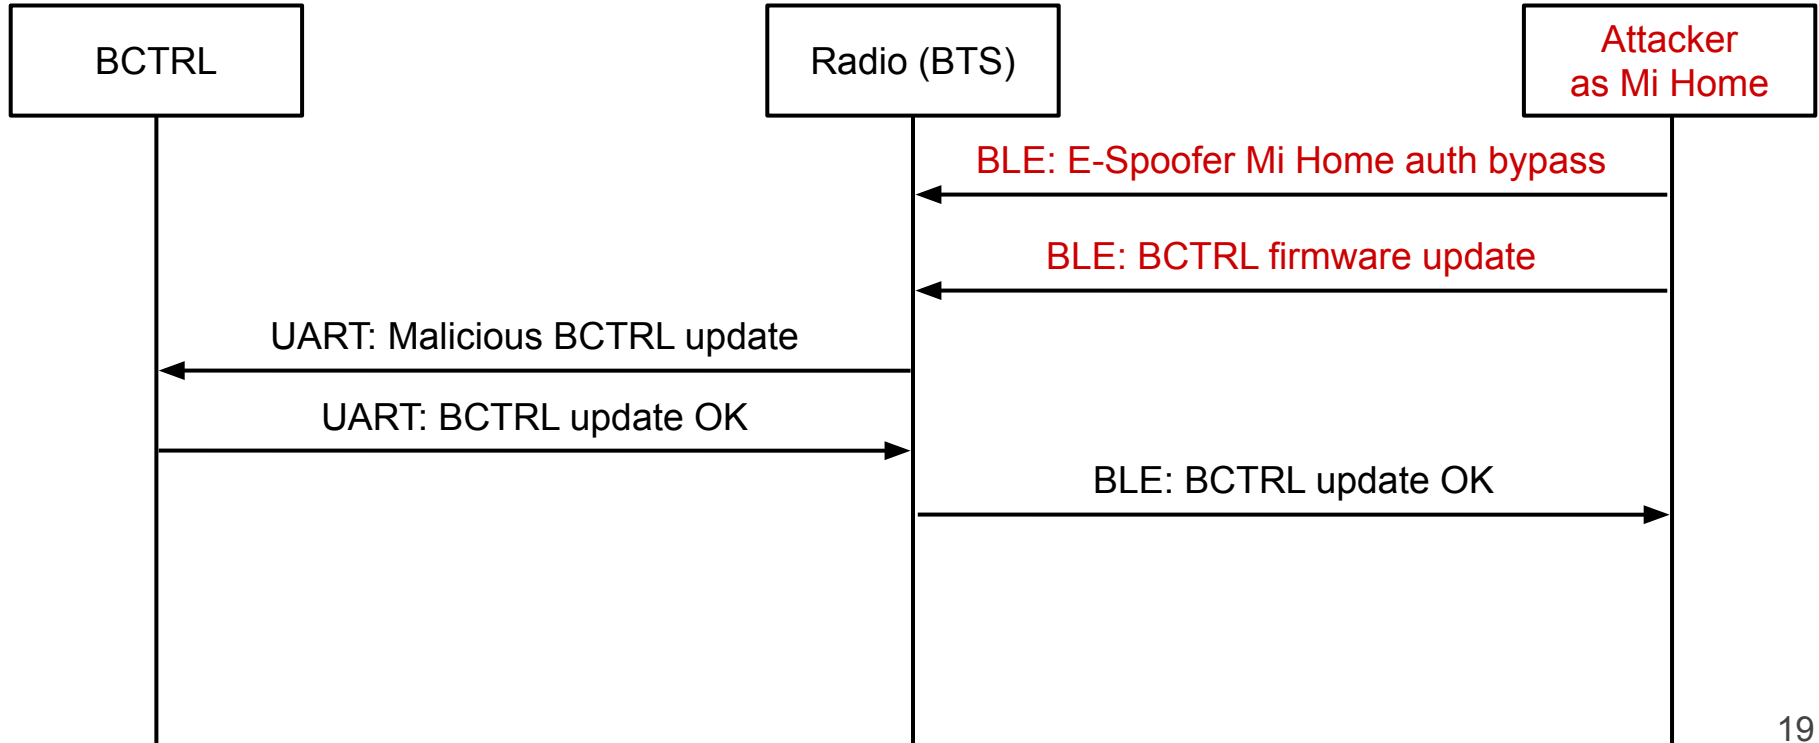 BCTRL
Radio (BTS)
Attacker
as Mi Home
BLE: E-Spoofer Mi Home auth bypass
BLE: BCTRL firmware update
UART: Malicious BCTRL update
UART: BCTRL update OK
BLE: BCTRL update OK
19